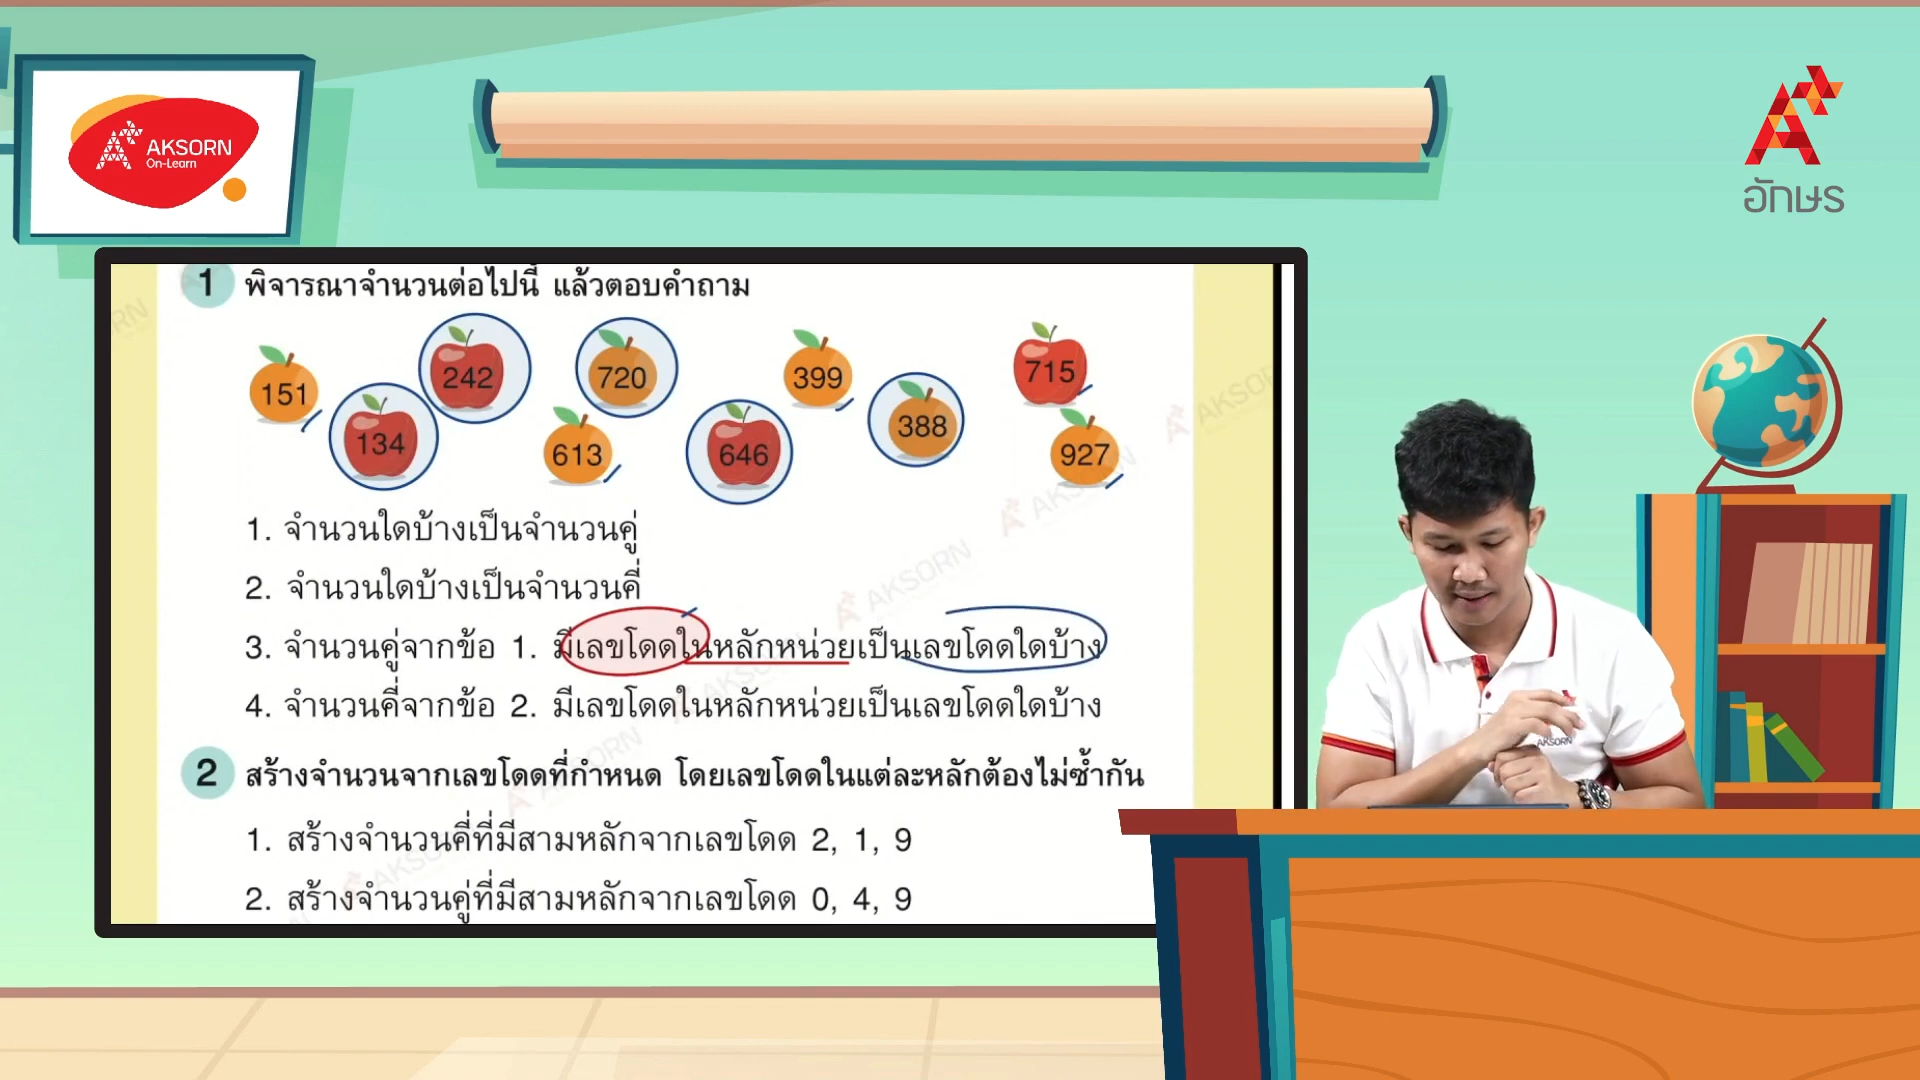 AKSORN
On-Learn
อักษร
1 พิจารณาจำนวนต่อไปนี้ แล้วตอบคำถาม
151 134 242 720 613 646 399 388 715 927
1. จำนวนใดบ้างเป็นจำนวนคู่
2. จำนวนใดบ้างเป็นจำนวนคี่
3. จำนวนคู่จากข้อ 1. มีเลขโดดในหลักหน่วยเป็นเลขโดดใดบ้าง
4. จำนวนคี่จากข้อ 2. มีเลขโดดในหลักหน่วยเป็นเลขโดดใดบ้าง
2 สร้างจำนวนจากเลขโดดที่กำหนด โดยเลขโดดในแต่ละหลักต้องไม่ซ้ำกัน
1. สร้างจำนวนคี่ที่มีสามหลักจากเลขโดด 2, 1, 9
2. สร้างจำนวนคู่ที่มีสามหลักจากเลขโดด 0, 4, 9
AKSORN